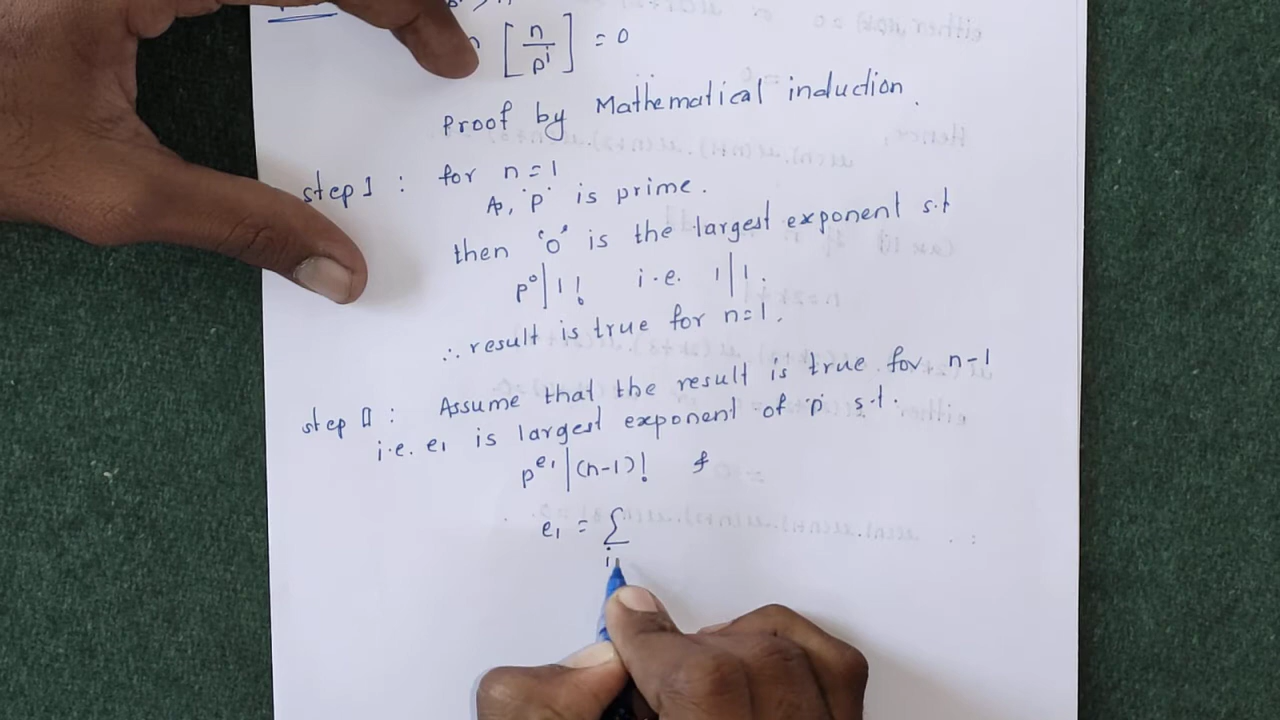 [n/pⁱ] = 0
Proof by Mathematical induction.
step I : for n=1
As, 'p' is prime.
then '0' is the largest exponent s.t
p⁰|1! i.e. 1|1.
∴ result is true for n=1.
step II : Assume that the result is true for n-1
i.e. e₁ is largest exponent of 'p' s.t.
p^e₁|(n-1)! &
e₁ = Σ
i